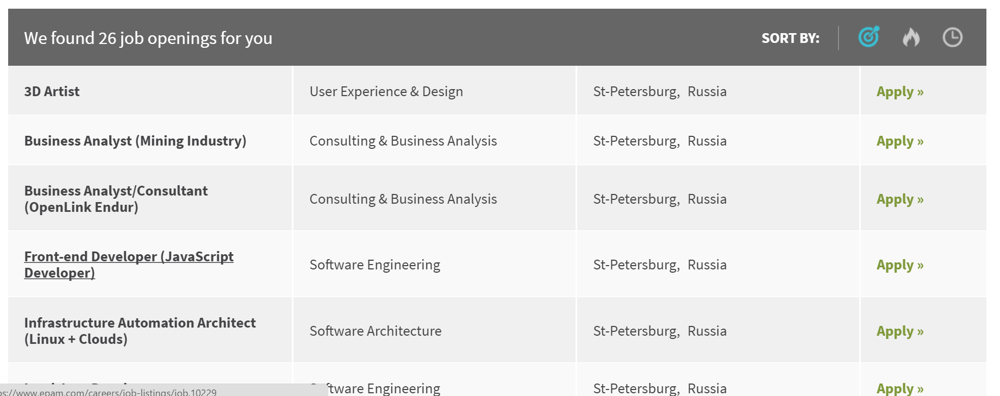 We found 26 job openings for you
SORT BY:
3D Artist
User Experience & Design
St-Petersburg, Russia
Apply »
Business Analyst (Mining Industry)
Consulting & Business Analysis
St-Petersburg, Russia
Apply »
Business Analyst/Consultant
(OpenLink Endur)
Consulting & Business Analysis
St-Petersburg, Russia
Apply »
Front-end Developer (JavaScript
Developer)
Software Engineering
St-Petersburg, Russia
Apply »
Infrastructure Automation Architect
(Linux + Clouds)
Software Architecture
St-Petersburg, Russia
Apply »
Software Engineering
St-Petersburg, Russia
Apply »
ps://www.epam.com/careers/job-listings/job.10229